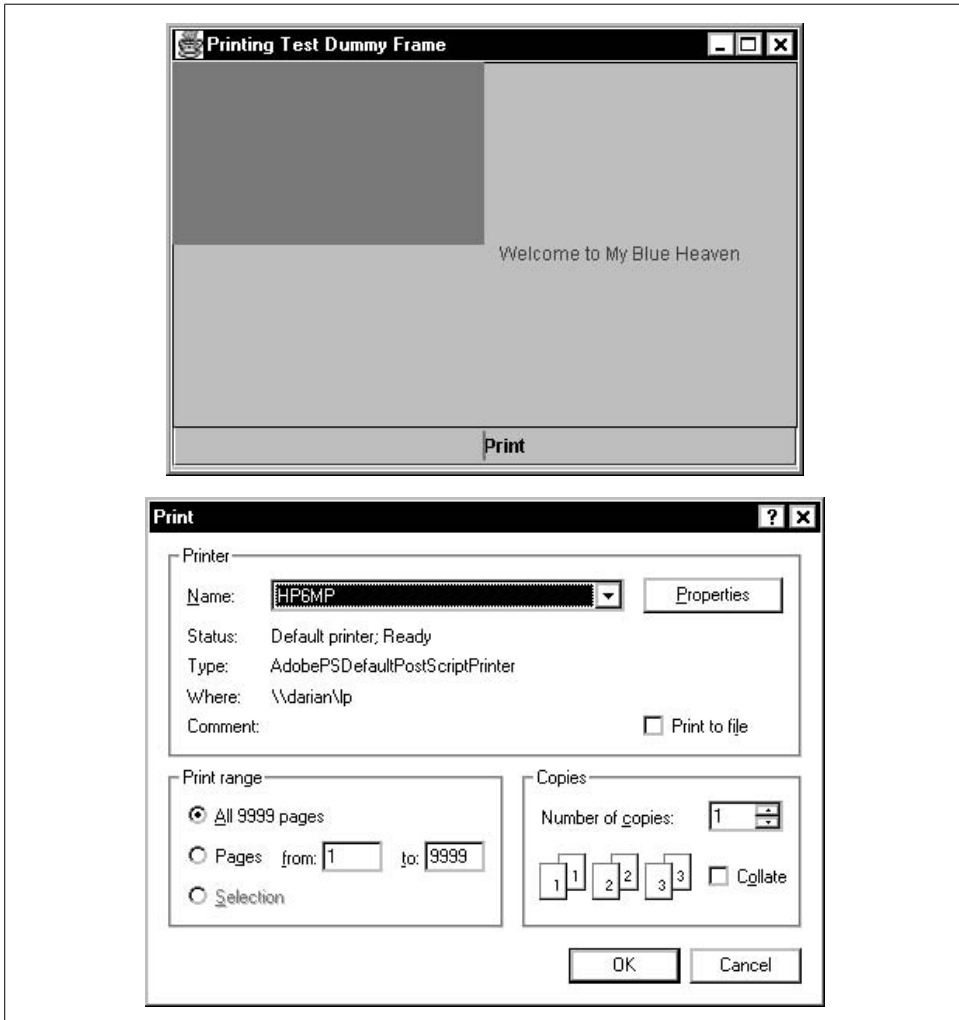 Printing Test Dummy Frame
Welcome to My Blue Heaven
Print
Print
Printer
Name: HP6MP Properties
Status: Default printer; Ready
Type: AdobePSDefaultPostScriptPrinter
Where: \\darian\lp
Comment: Print to file
Print range
All 9999 pages
Pages from: 1 to: 9999
Selection
Copies
Number of copies: 1
1 1 2 2 3 3 Collate
OK Cancel